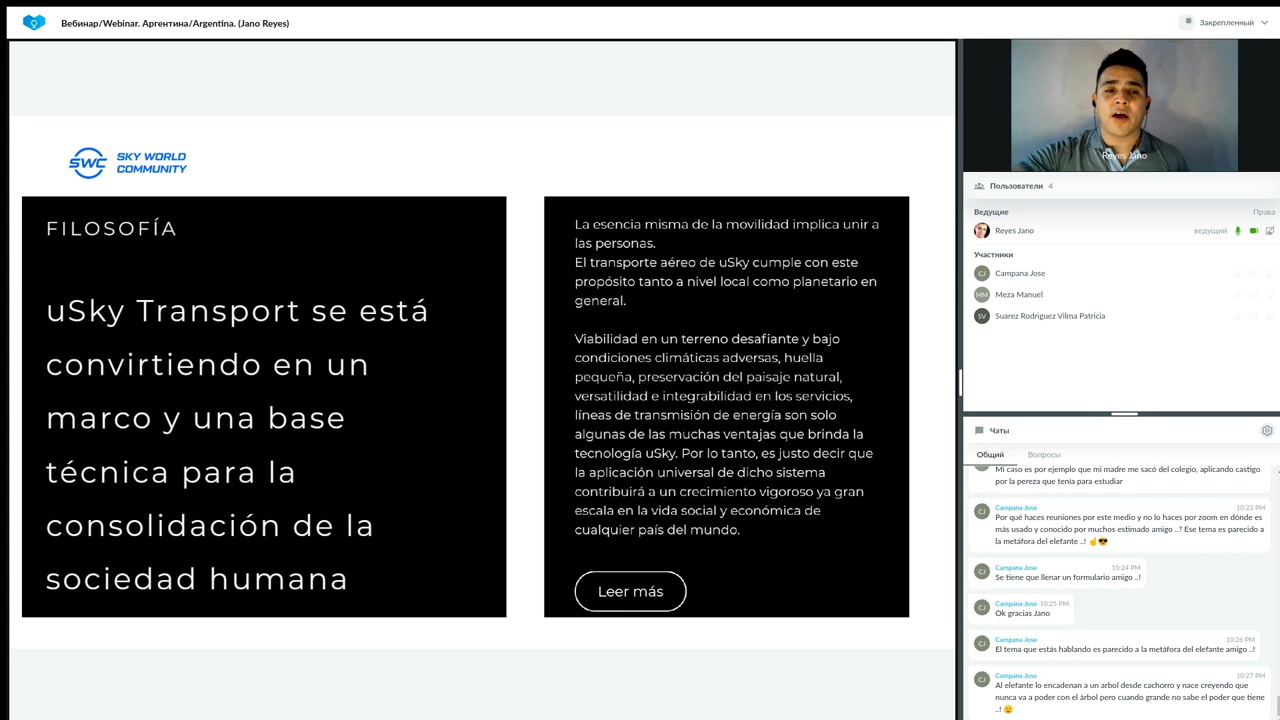 Вебинар/Webinar. Аргентина/Argentina. (Jano Reyes)
Закрепленный
SWC
SKY WORLD
COMMUNITY
FILOSOFÍA
uSky Transport se está
convirtiendo en un
marco y una base
técnica para la
consolidación de la
sociedad humana
La esencia misma de la movilidad implica unir a
las personas.
El transporte aéreo de uSky cumple con este
propósito tanto a nivel local como planetario en
general.
Viabilidad en un terreno desafiante y bajo
condiciones climáticas adversas, huella
pequeña, preservación del paisaje natural,
versatilidad e integrabilidad en los servicios,
líneas de transmisión de energía son solo
algunas de las muchas ventajas que brinda la
tecnología uSky. Por lo tanto, es justo decir que
la aplicación universal de dicho sistema
contribuirá a un crecimiento vigoroso ya gran
escala en la vida social y económica de
cualquier país del mundo.
Leer más
Reyes Jano
Пользователи 4
Ведущие Права
Reyes Jano ведущий
Участники
CJ Campana Jose
MM Meza Manuel
SV Suarez Rodriguez Vilma Patricia
Чаты
Общий Вопросы
Mi caso es por ejemplo que mi madre me sacó del colegio, aplicando castigo
por la pereza que tenía para estudiar
CJ Campana Jose 10:23 PM
Por qué haces reuniones por este medio y no lo haces por zoom en dónde es
más usado y conocido por muchos estimado amigo ..? Ese tema es parecido a
la metáfora del elefante ..! ☝😎
CJ Campana Jose 10:24 PM
Se tiene que llenar un formulario amigo ..!
CJ Campana Jose 10:25 PM
Ok gracias Jano
CJ Campana Jose 10:26 PM
El tema que estás hablando es parecido a la metáfora del elefante amigo ..!
CJ Campana Jose 10:27 PM
Al elefante lo encadenan a un arbol desde cachorro y nace creyendo que
nunca va a poder con el árbol pero cuando grande no sabe el poder que tiene
..! 🙂